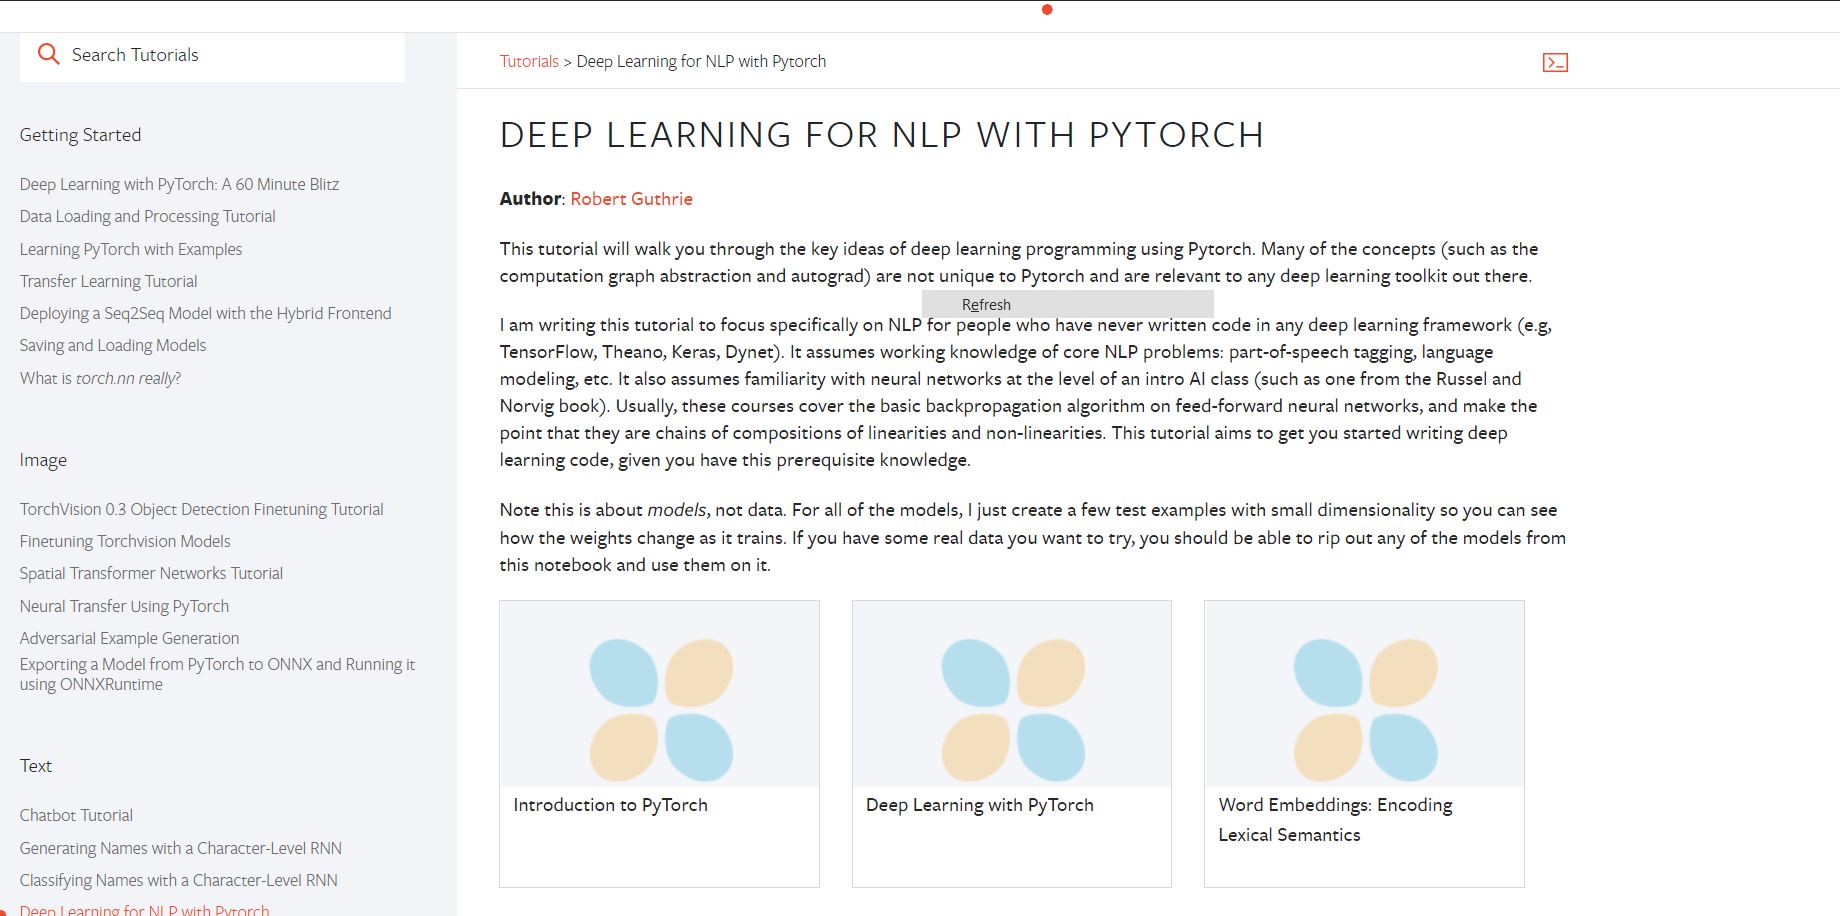 Search Tutorials
Getting Started
Deep Learning with PyTorch: A 60 Minute Blitz
Data Loading and Processing Tutorial
Learning PyTorch with Examples
Transfer Learning Tutorial
Deploying a Seq2Seq Model with the Hybrid Frontend
Saving and Loading Models
What is torch.nn really?
Image
TorchVision 0.3 Object Detection Finetuning Tutorial
Finetuning Torchvision Models
Spatial Transformer Networks Tutorial
Neural Transfer Using PyTorch
Adversarial Example Generation
Exporting a Model from PyTorch to ONNX and Running it
using ONNXRuntime
Text
Chatbot Tutorial
Generating Names with a Character-Level RNN
Classifying Names with a Character-Level RNN
Deep Learning for NLP with Pytorch
Tutorials > Deep Learning for NLP with Pytorch
DEEP LEARNING FOR NLP WITH PYTORCH
Author: Robert Guthrie
This tutorial will walk you through the key ideas of deep learning programming using Pytorch. Many of the concepts (such as the
computation graph abstraction and autograd) are not unique to Pytorch and are relevant to any deep learning toolkit out there.
Refresh
I am writing this tutorial to focus specifically on NLP for people who have never written code in any deep learning framework (e.g,
TensorFlow, Theano, Keras, Dynet). It assumes working knowledge of core NLP problems: part-of-speech tagging, language
modeling, etc. It also assumes familiarity with neural networks at the level of an intro AI class (such as one from the Russel and
Norvig book). Usually, these courses cover the basic backpropagation algorithm on feed-forward neural networks, and make the
point that they are chains of compositions of linearities and non-linearities. This tutorial aims to get you started writing deep
learning code, given you have this prerequisite knowledge.
Note this is about models, not data. For all of the models, I just create a few test examples with small dimensionality so you can see
how the weights change as it trains. If you have some real data you want to try, you should be able to rip out any of the models from
this notebook and use them on it.
Introduction to PyTorch
Deep Learning with PyTorch
Word Embeddings: Encoding
Lexical Semantics